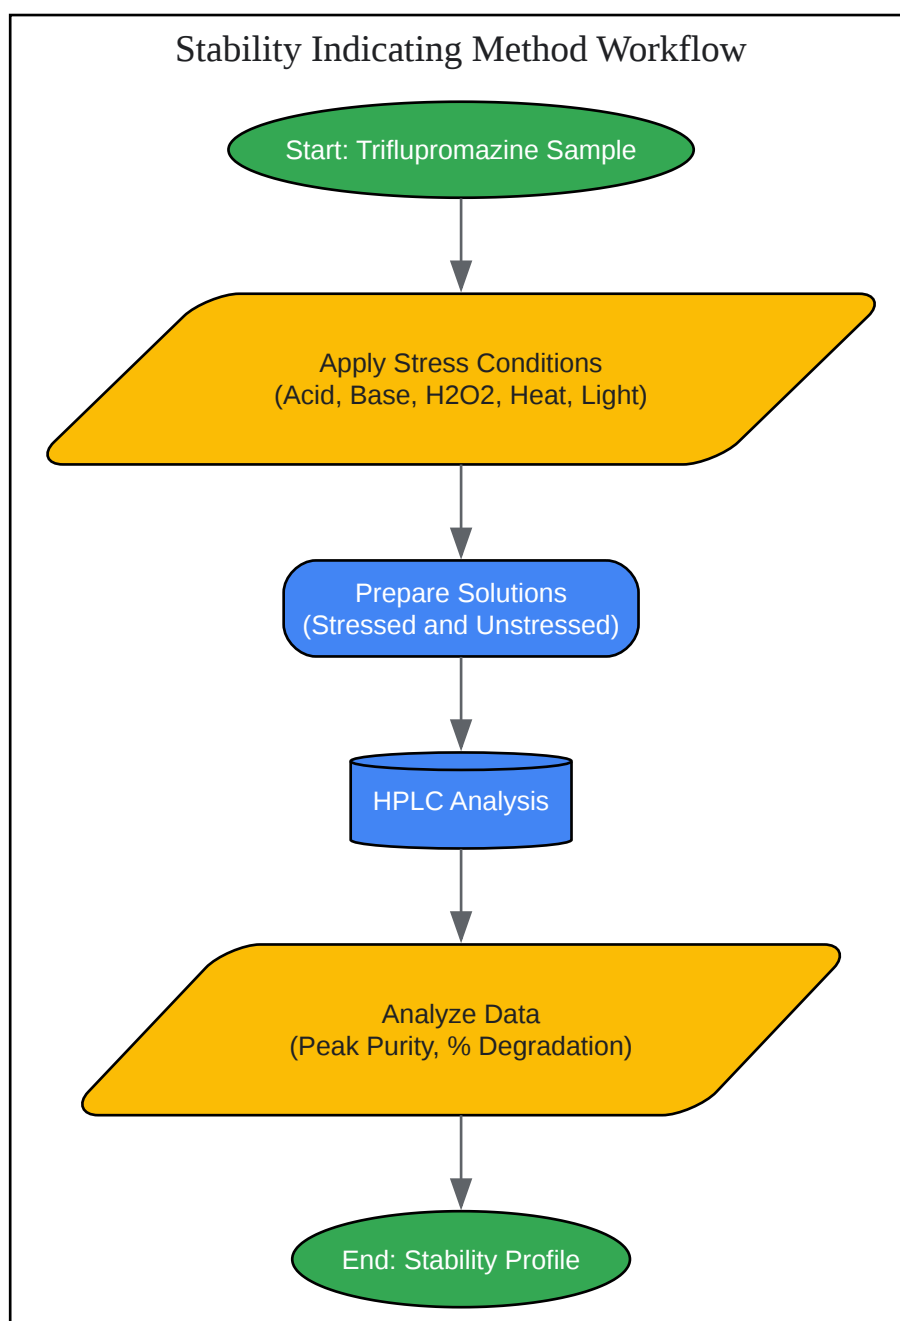 Stability Indicating Method Workflow
Start: Triflupromazine Sample
Apply Stress Conditions
(Acid, Base, H2O2, Heat, Light)
Prepare Solutions
(Stressed and Unstressed)
HPLC Analysis
Analyze Data
(Peak Purity, % Degradation)
End: Stability Profile